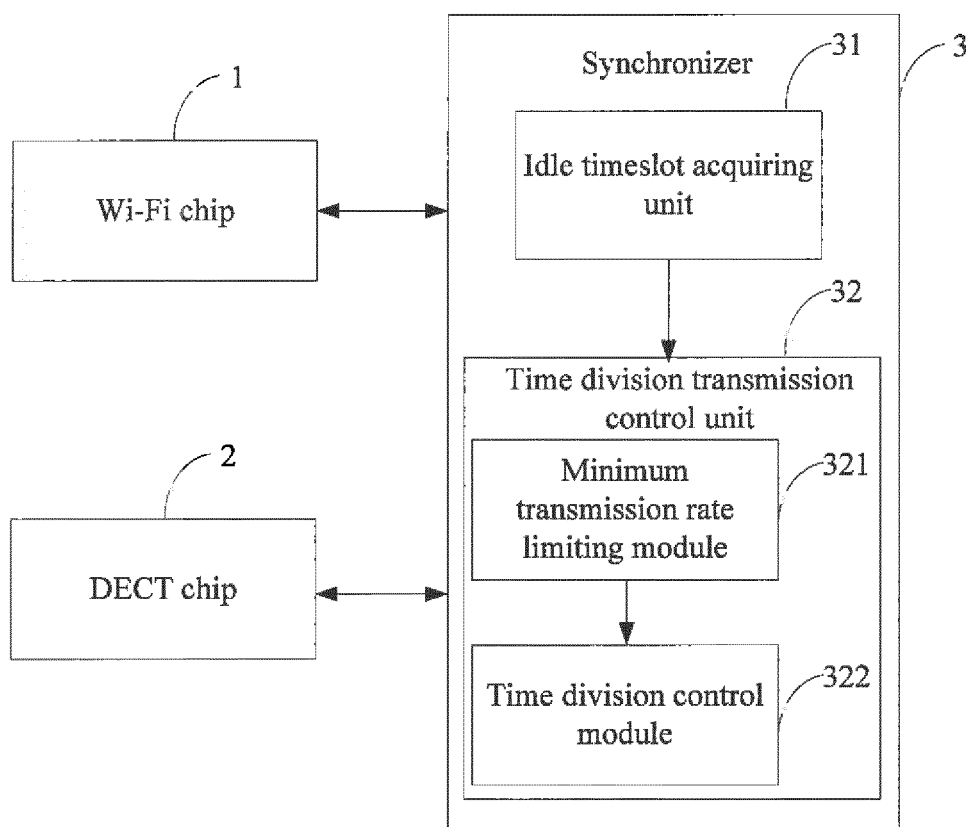 1
Wi-Fi chip
2
DECT chip
3
Synchronizer
31
Idle timeslot acquiring
unit
32
Time division transmission
control unit
321
Minimum
transmission rate
limiting module
322
Time division control
module